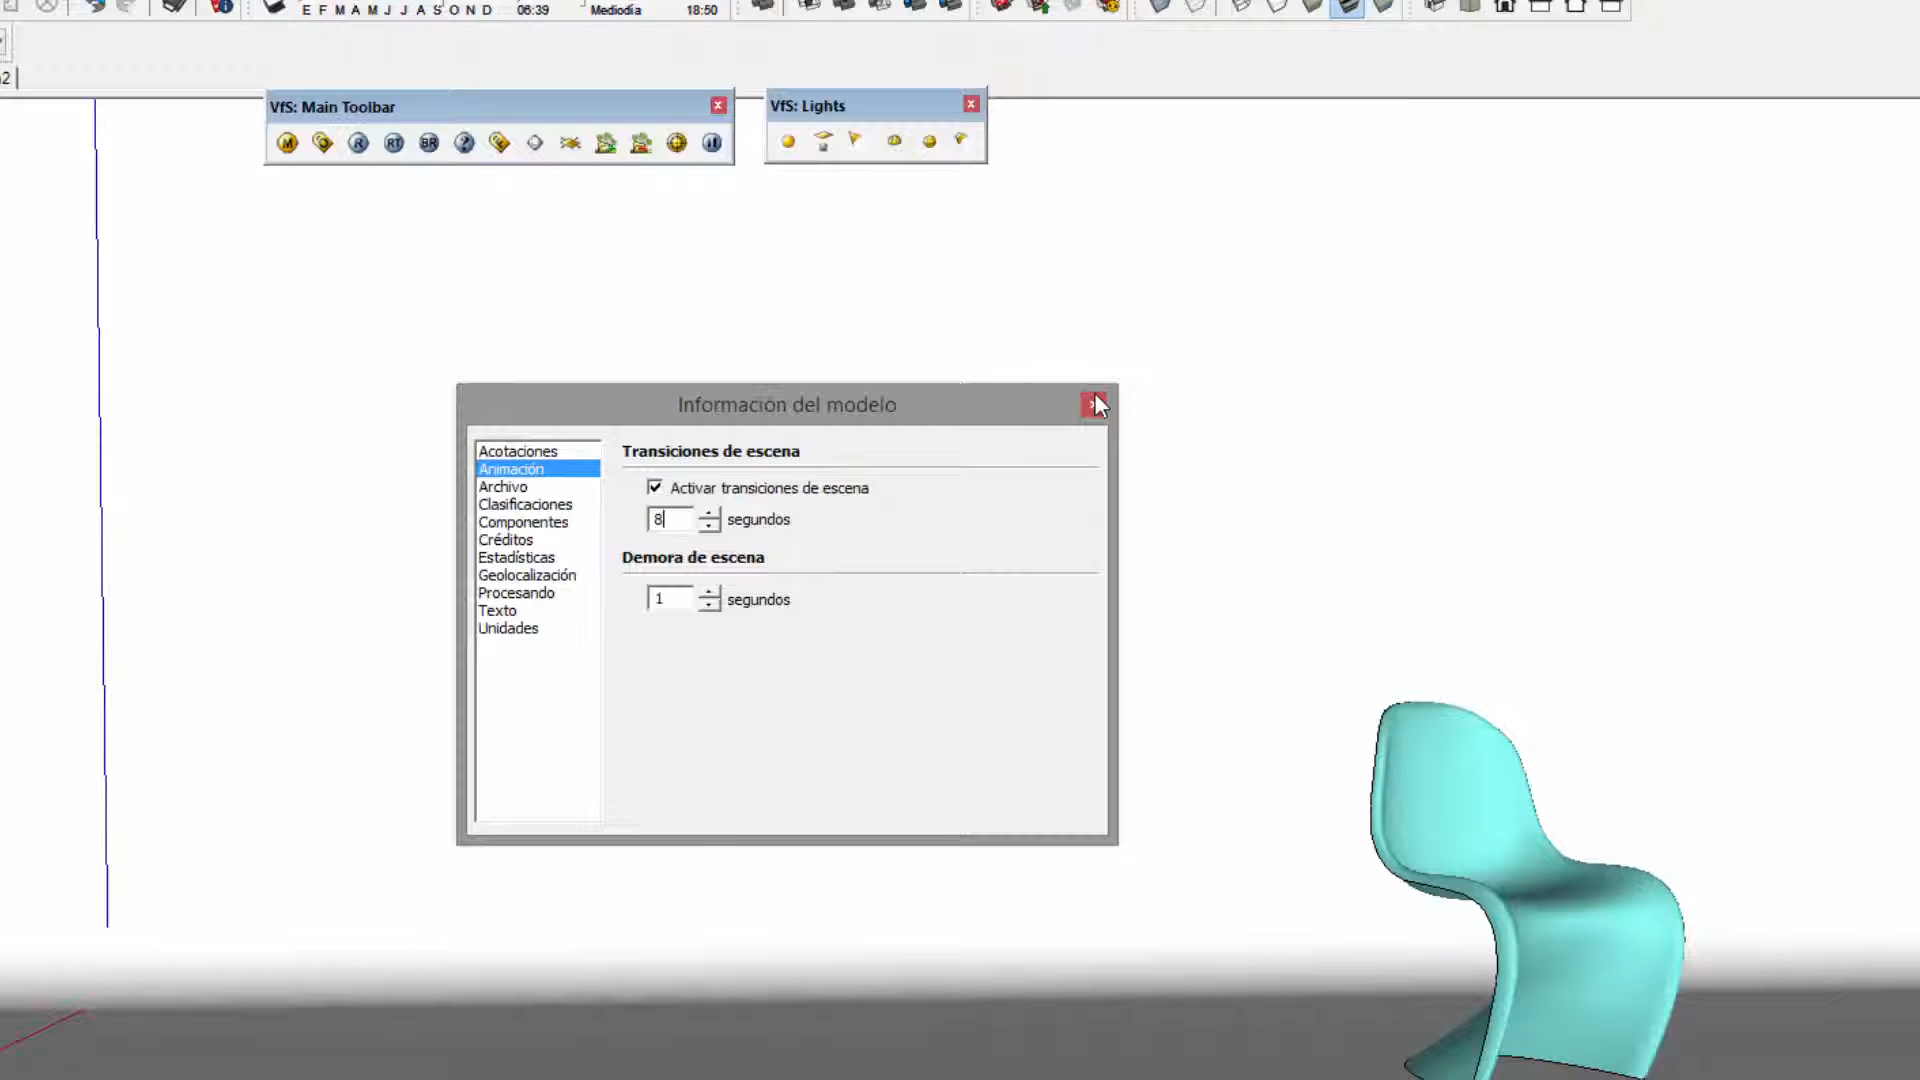 E F M A M J J A S O N D 06:39 Mediodía 18:50
VfS: Main Toolbar
VfS: Lights
M R RT BR ?
Información del modelo
Acotaciones
Animación
Archivo
Clasificaciones
Componentes
Créditos
Estadísticas
Geolocalización
Procesando
Texto
Unidades
Transiciones de escena
Activar transiciones de escena
8 segundos
Demora de escena
1 segundos